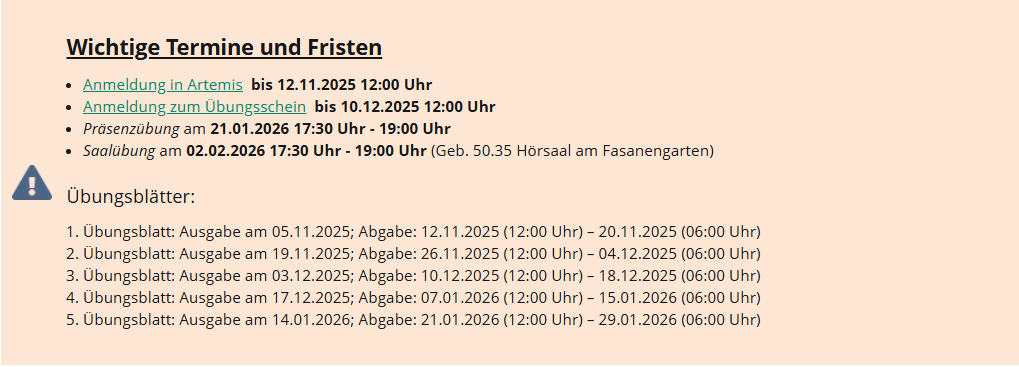 Wichtige Termine und Fristen
• Anmeldung in Artemis bis 12.11.2025 12:00 Uhr
• Anmeldung zum Übungsschein bis 10.12.2025 12:00 Uhr
• Präsenzübung am 21.01.2026 17:30 Uhr - 19:00 Uhr
• Saalübung am 02.02.2026 17:30 Uhr - 19:00 Uhr (Geb. 50.35 Hörsaal am Fasanengarten)
Übungsblätter:
1. Übungsblatt: Ausgabe am 05.11.2025; Abgabe: 12.11.2025 (12:00 Uhr) – 20.11.2025 (06:00 Uhr)
2. Übungsblatt: Ausgabe am 19.11.2025; Abgabe: 26.11.2025 (12:00 Uhr) – 04.12.2025 (06:00 Uhr)
3. Übungsblatt: Ausgabe am 03.12.2025; Abgabe: 10.12.2025 (12:00 Uhr) – 18.12.2025 (06:00 Uhr)
4. Übungsblatt: Ausgabe am 17.12.2025; Abgabe: 07.01.2026 (12:00 Uhr) – 15.01.2026 (06:00 Uhr)
5. Übungsblatt: Ausgabe am 14.01.2026; Abgabe: 21.01.2026 (12:00 Uhr) – 29.01.2026 (06:00 Uhr)